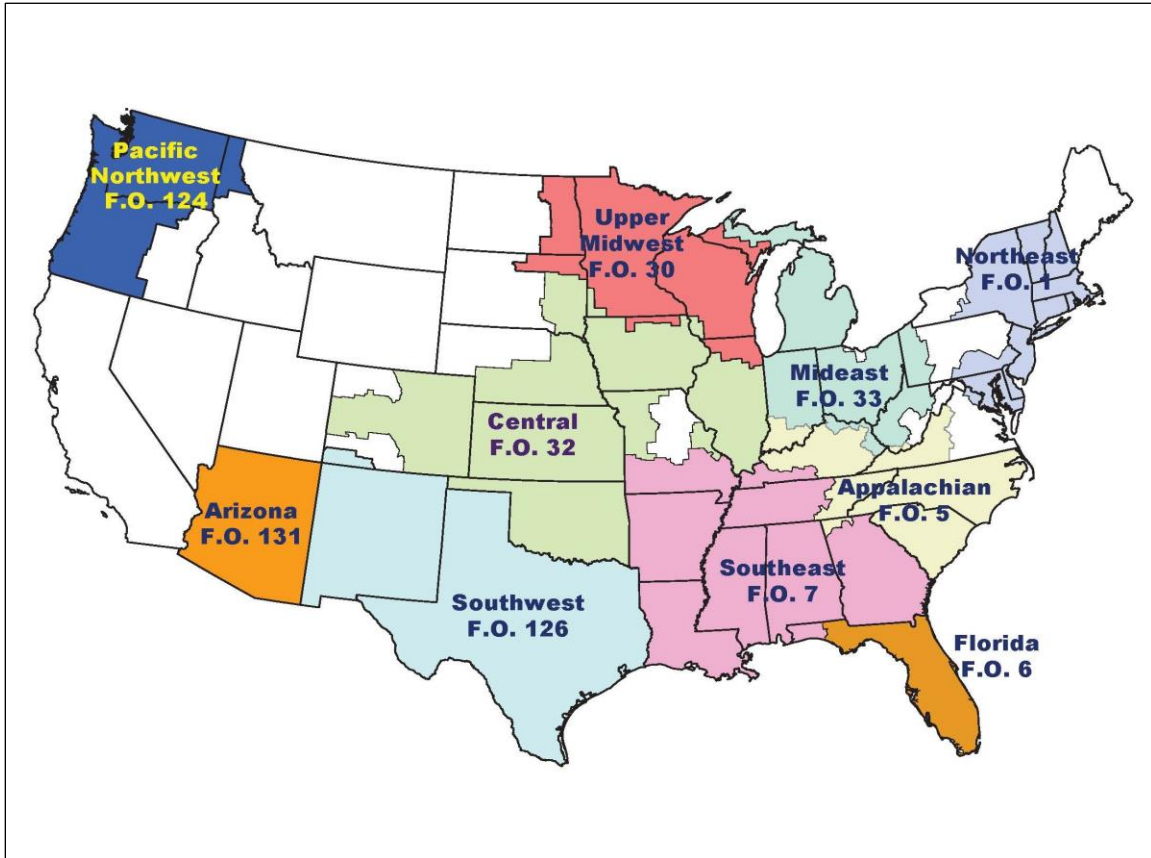 Pacific
Northwest
F.O. 124
Upper
Midwest
F.O. 30
Northeast
F.O. 1
Mideast
F.O. 33
Central
F.O. 32
Appalachian
F.O. 5
Arizona
F.O. 131
Southeast
F.O. 7
Southwest
F.O. 126
Florida
F.O. 6